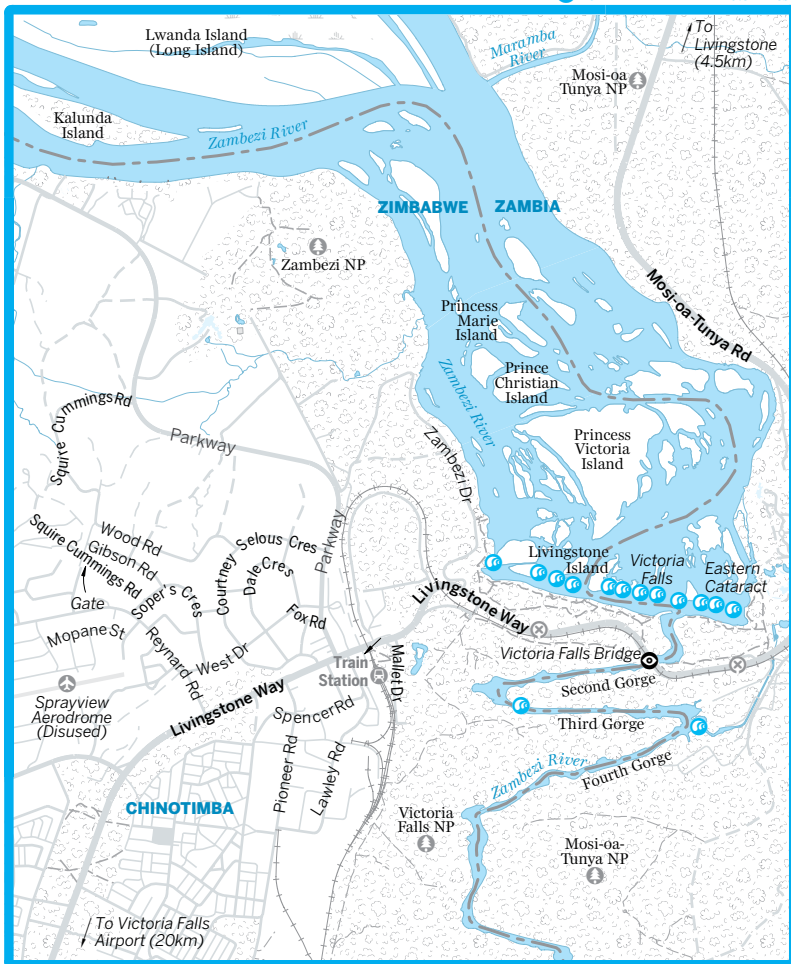 To
Livingstone
(4.5km)
Lwanda Island
(Long Island)
Maramba
River
Mosi-oa
Tunya NP
Kalunda
Island
Zambezi River
ZIMBABWE
ZAMBIA
Zambezi NP
Mosi-oa-Tunya Rd
Princess
Marie
Island
Prince
Christian
Island
Zambezi River
Squire Cummings Rd
Parkway
Zambezi Dr
Princess
Victoria
Island
Parkway
Squire Cummings Rd
Wood Rd
Gibson Rd
Courtney Selous Cres
Dale Cres
Soper's Cres
Fox Rd
Gate
Livingstone
Island
Victoria
Falls
Eastern
Cataract
Livingstone Way
Mopane St
Reynard Rd
West Dr
Victoria Falls Bridge
Train
Station
Mallet Dr
Second Gorge
Sprayview
Aerodrome
(Disused)
Livingstone Way
Spencer Rd
Third Gorge
Pioneer Rd
Lawley Rd
Zambezi River
Fourth Gorge
CHINOTIMBA
Victoria
Falls NP
Mosi-oa-
Tunya NP
To Victoria Falls
Airport (20km)